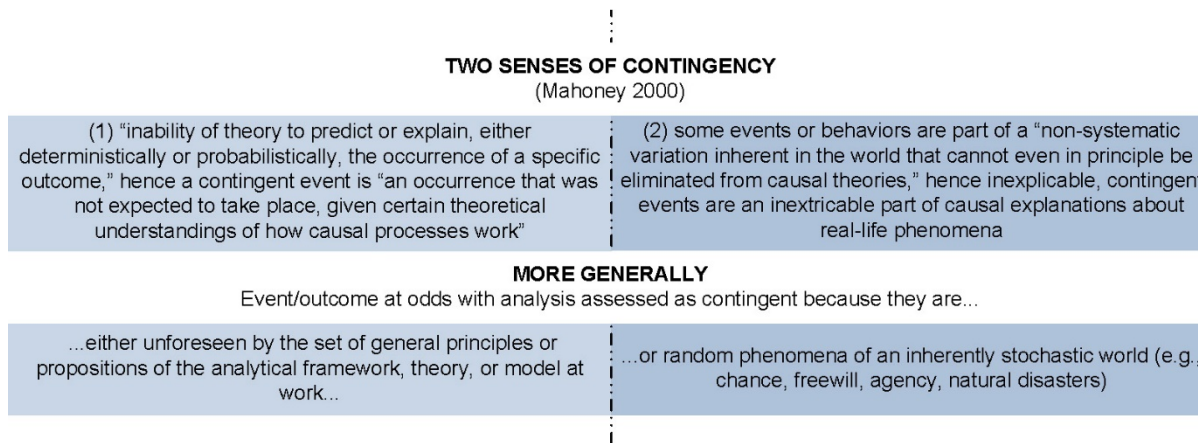 TWO SENSES OF CONTINGENCY
(Mahoney 2000)
(1) “inability of theory to predict or explain, either
deterministically or probabilistically, the occurrence of a specific
outcome,” hence a contingent event is “an occurrence that was
not expected to take place, given certain theoretical
understandings of how causal processes work”
(2) some events or behaviors are part of a “non-systematic
variation inherent in the world that cannot even in principle be
eliminated from causal theories,” hence inexplicable, contingent
events are an inextricable part of causal explanations about
real-life phenomena
MORE GENERALLY
Event/outcome at odds with analysis assessed as contingent because they are...
...either unforeseen by the set of general principles or
propositions of the analytical framework, theory, or model at
work...
...or random phenomena of an inherently stochastic world (e.g.,
chance, freewill, agency, natural disasters)